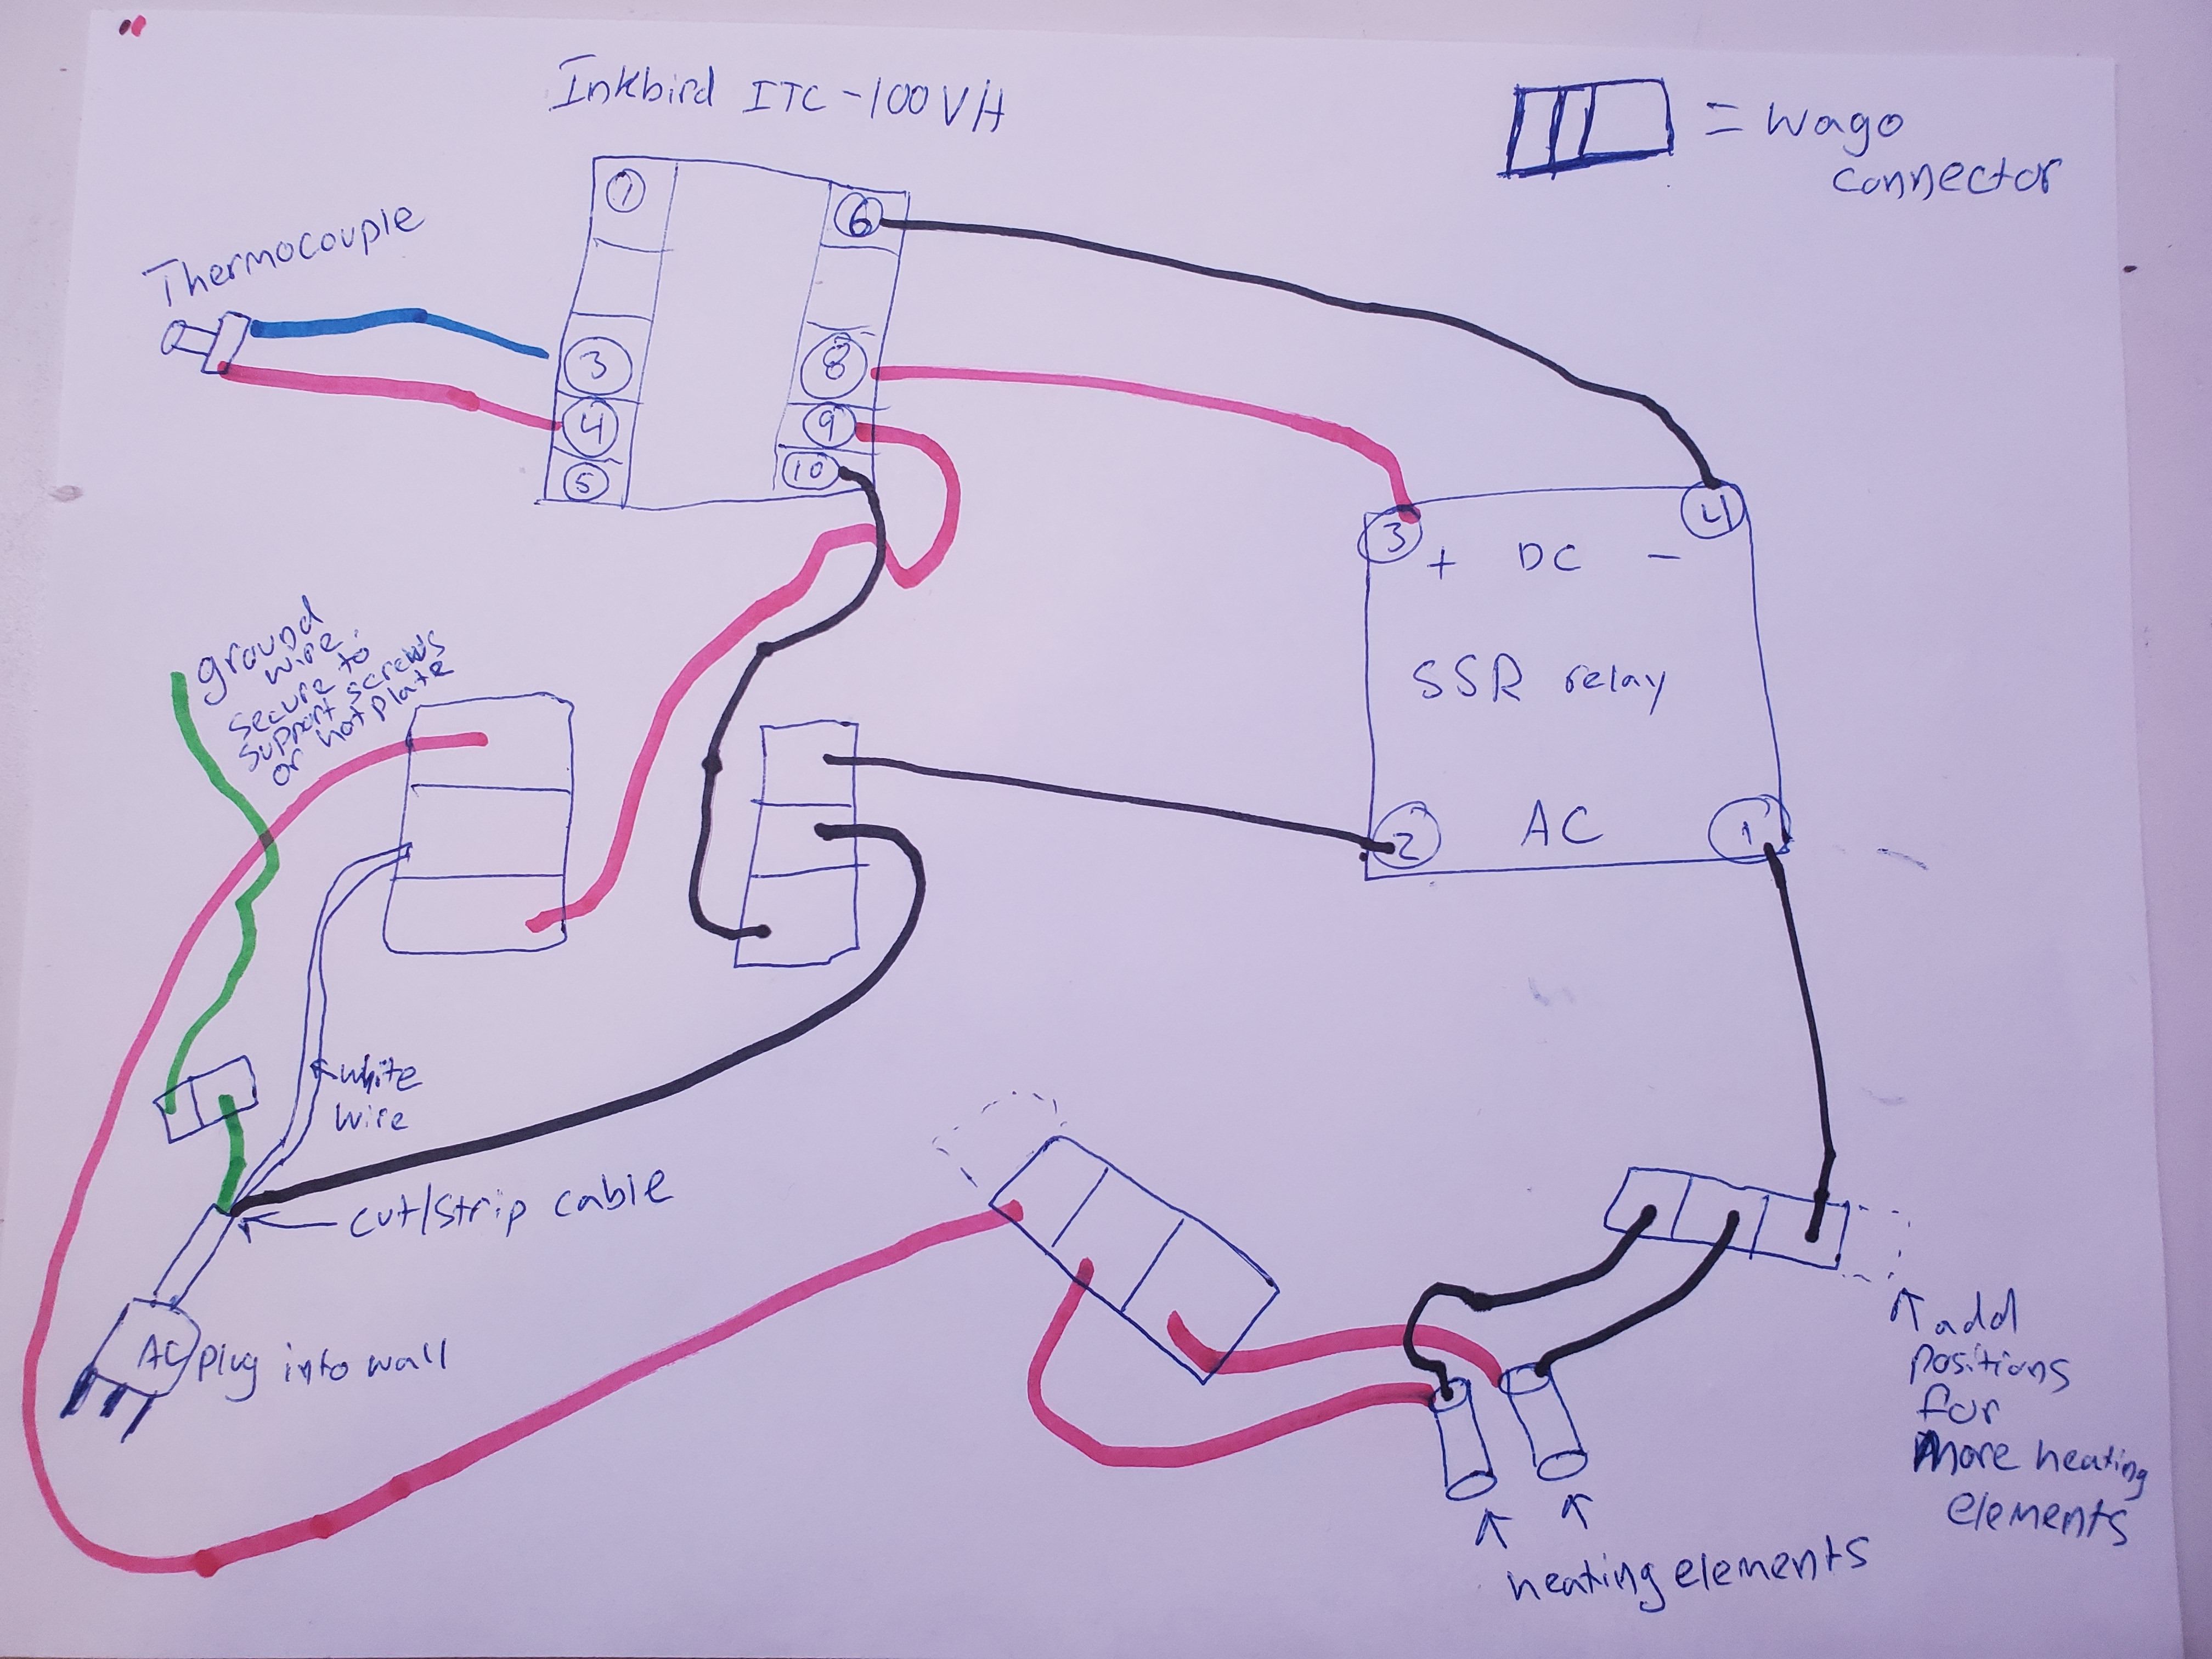 Thermocouple
Inkbird ITC-100VH
= Wago
connector
1
3
4
5
6
8
9
10
ground
wire:
secure to
support screws
or hotplate
AC
plug into wall
white
wire
cut/strip cable
3
+ DC -
4
SSR relay
AC
2
1
heating elements
add
positions
for
more heating
elements